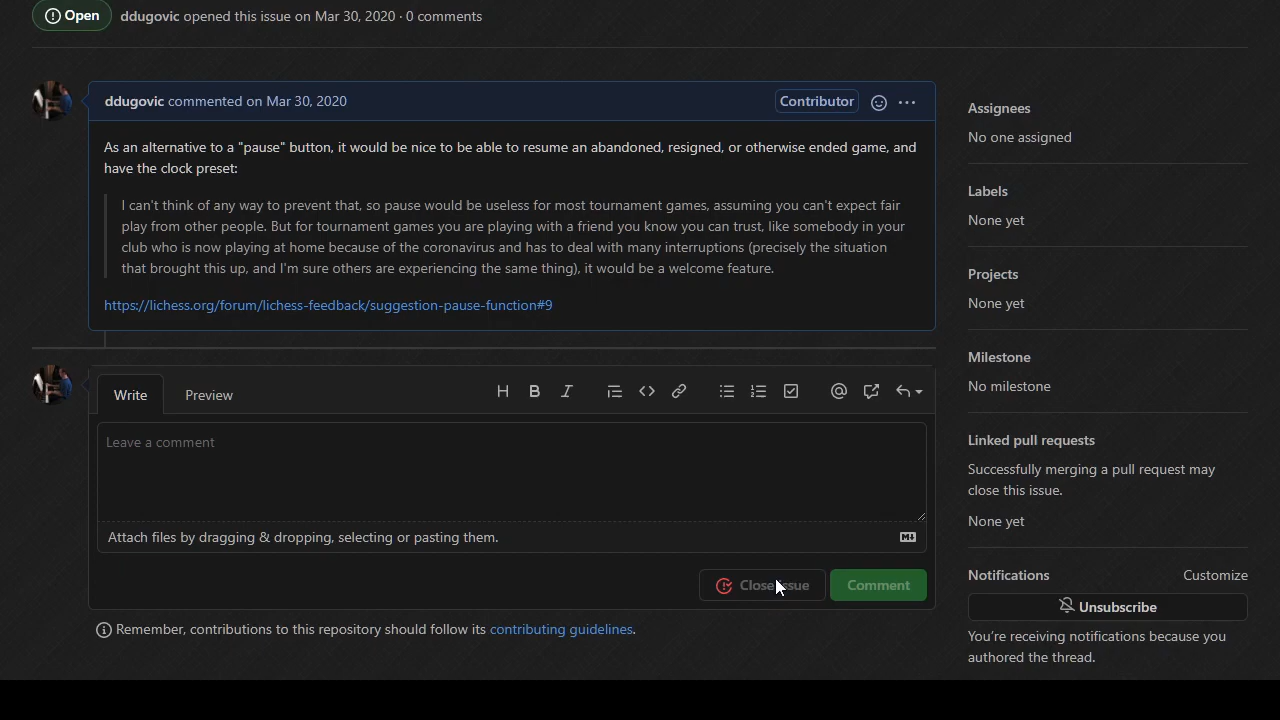 Open
ddugovic opened this issue on Mar 30, 2020 · 0 comments
ddugovic commented on Mar 30, 2020
Contributor
As an alternative to a "pause" button, it would be nice to be able to resume an abandoned, resigned, or otherwise ended game, and
have the clock preset:
I can't think of any way to prevent that, so pause would be useless for most tournament games, assuming you can't expect fair
play from other people. But for tournament games you are playing with a friend you know you can trust, like somebody in your
club who is now playing at home because of the coronavirus and has to deal with many interruptions (precisely the situation
that brought this up, and I'm sure others are experiencing the same thing), it would be a welcome feature.
https://lichess.org/forum/lichess-feedback/suggestion-pause-function#9
Write
Preview
Leave a comment
Attach files by dragging & dropping, selecting or pasting them.
Close issue
Comment
Remember, contributions to this repository should follow its contributing guidelines.
Assignees
No one assigned
Labels
None yet
Projects
None yet
Milestone
No milestone
Linked pull requests
Successfully merging a pull request may
close this issue.
None yet
Notifications
Customize
Unsubscribe
You're receiving notifications because you
authored the thread.